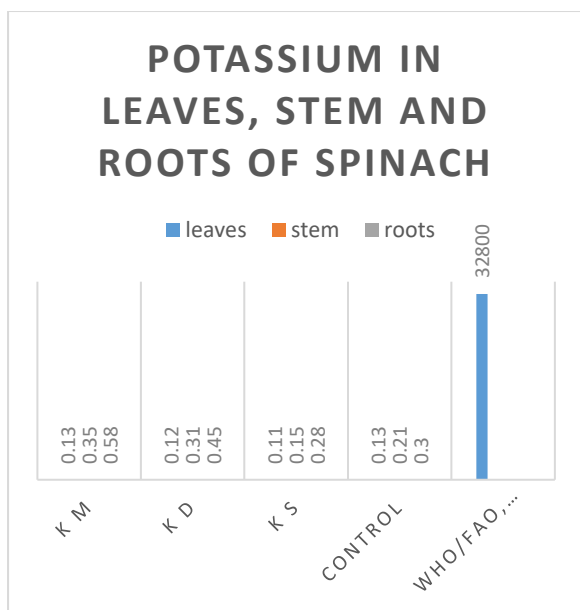 POTASSIUM IN
LEAVES, STEM AND
ROOTS OF SPINACH
leaves stem roots
0.13
0.35
0.58
0.12
0.31
0.45
0.11
0.15
0.28
0.13
0.21
0.3
32800
K M
K D
K S
CONTROL
WHO/FAO,...